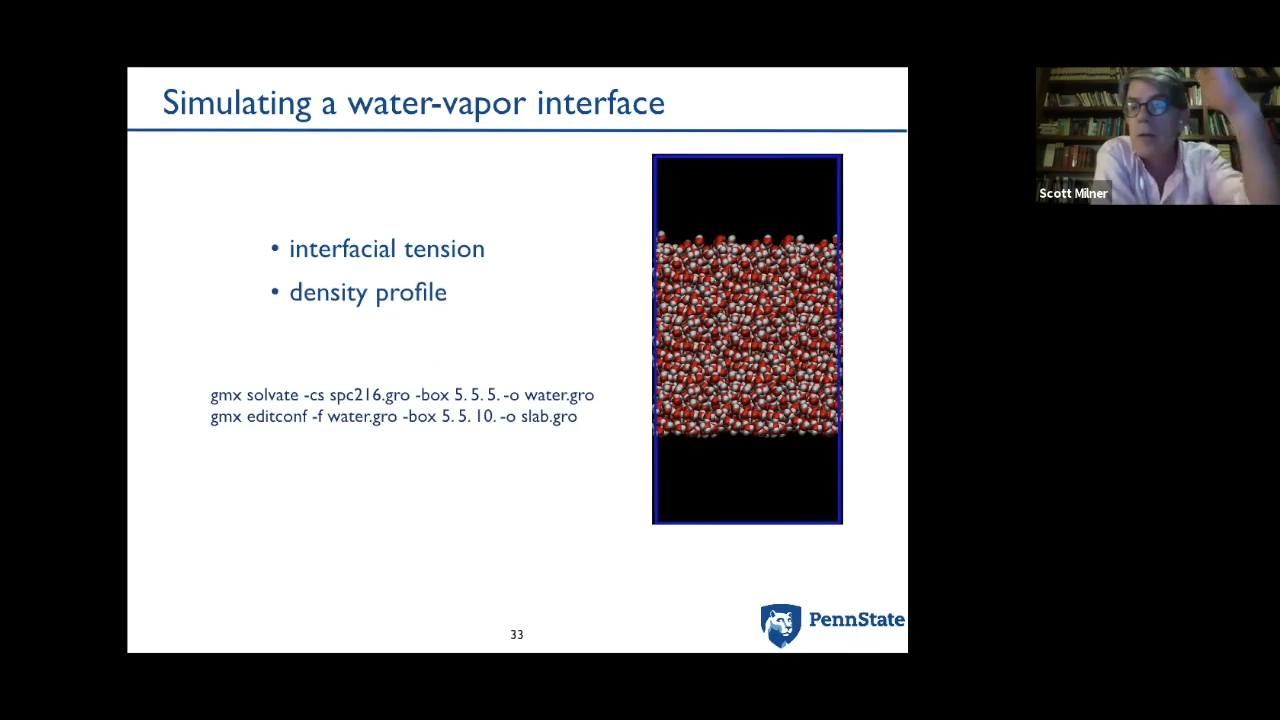 Simulating a water-vapor interface
• interfacial tension
• density profile
gmx solvate -cs spc216.gro -box 5. 5. 5. -o water.gro
gmx editconf -f water.gro -box 5. 5. 10. -o slab.gro
33
PennState
Scott Milner